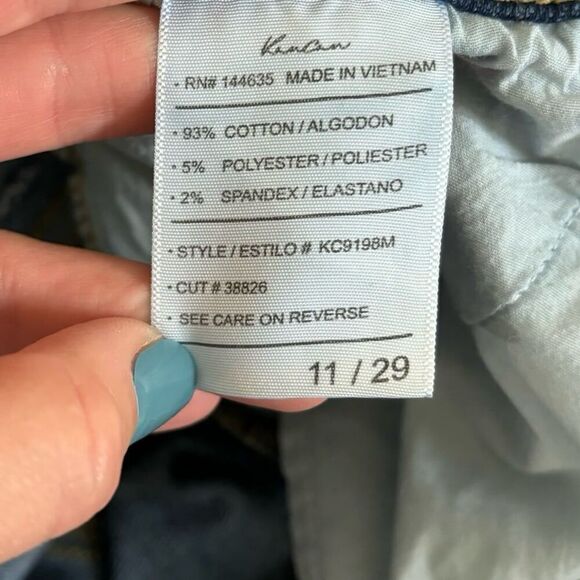 KanCan
· RN# 144635 MADE IN VIETNAM
· 93% COTTON / ALGODON
· 5% POLYESTER / POLIESTER
· 2% SPANDEX / ELASTANO
· STYLE / ESTILO # KC9198M
· CUT # 38826
· SEE CARE ON REVERSE
11 / 29